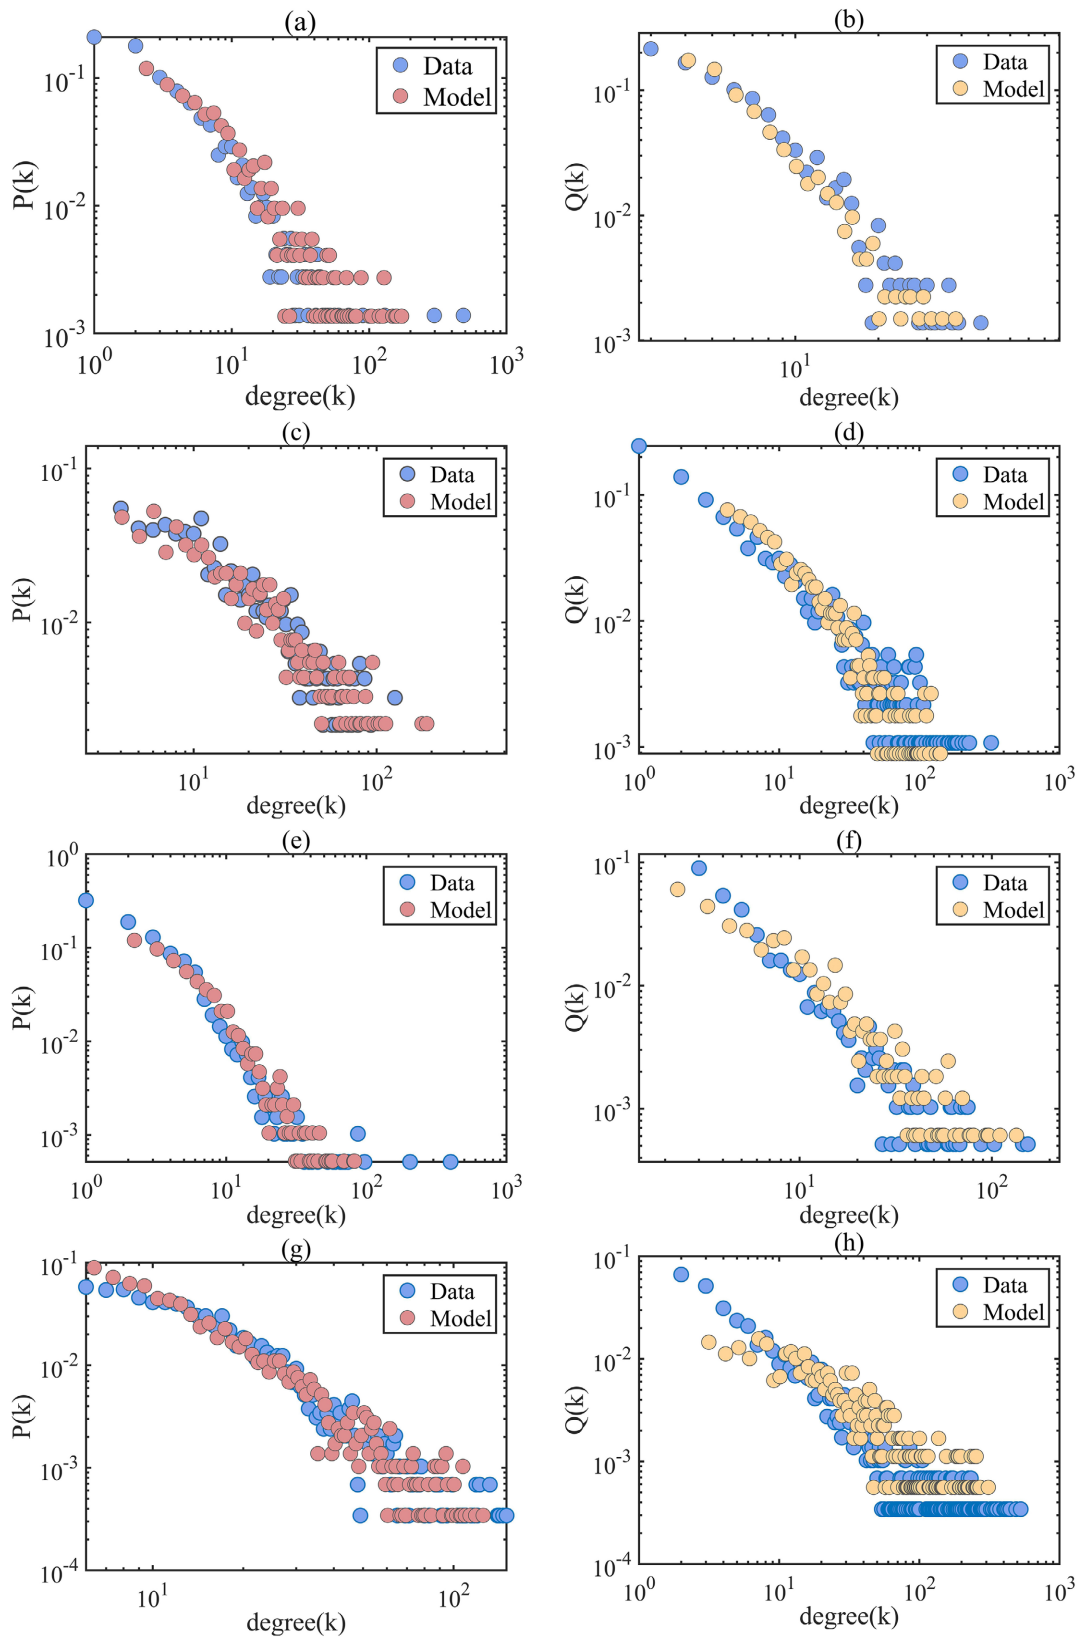 (a)
P(k)
10^-1
10^-2
10^-3
10^0
10^1
10^2
10^3
degree(k)
Data
Model
(b)
Q(k)
10^-1
10^-2
10^-3
10^1
degree(k)
Data
Model
(c)
P(k)
10^-1
10^-2
10^1
10^2
degree(k)
Data
Model
(d)
Q(k)
10^-1
10^-2
10^-3
10^0
10^1
10^2
10^3
degree(k)
Data
Model
(e)
P(k)
10^0
10^-1
10^-2
10^-3
10^0
10^1
10^2
10^3
degree(k)
Data
Model
(f)
Q(k)
10^-1
10^-2
10^-3
10^1
10^2
degree(k)
Data
Model
(g)
P(k)
10^-1
10^-2
10^-3
10^-4
10^1
10^2
degree(k)
Data
Model
(h)
Q(k)
10^-1
10^-2
10^-3
10^-4
10^0
10^1
10^2
10^3
degree(k)
Data
Model